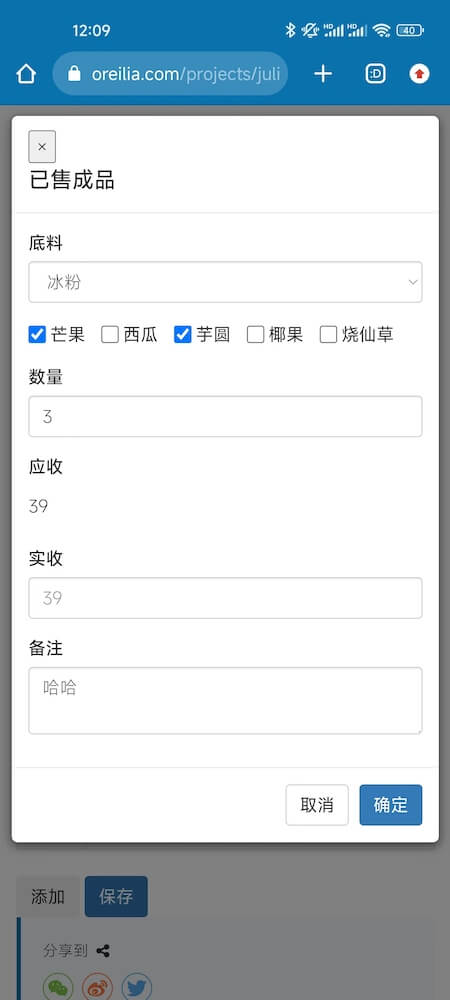 12:09
HD HD 40
oreilia.com/projects/juli
:D
×
已售成品
底料
冰粉
芒果 西瓜 芋圆 椰果 烧仙草
数量
3
应收
39
实收
39
备注
哈哈
取消 确定
添加 保存
分享到